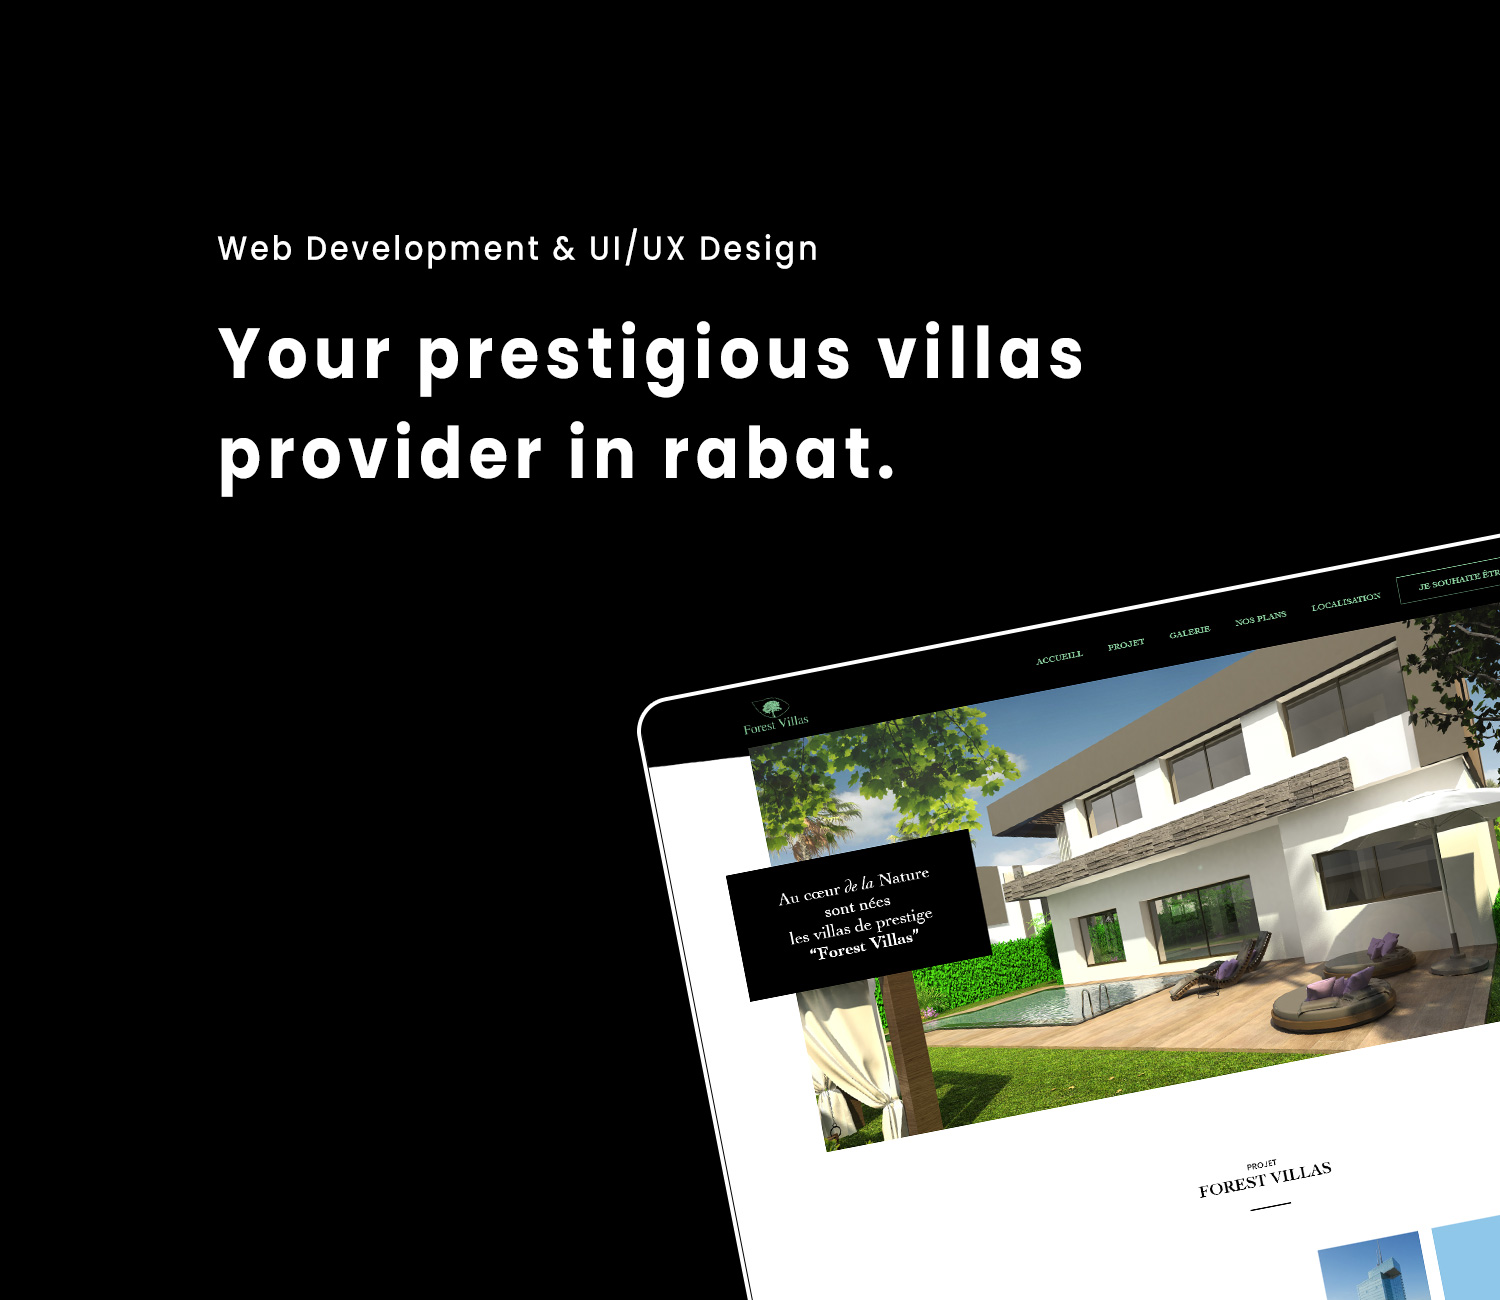 Web Development & UI/UX Design
Your prestigious villas
provider in rabat.
Forest Villas
ACCUEILL
PROJET
GALERIE
NOS PLANS
LOCALISATION
JE SOUHAITE ÊTR
Au cœur de la Nature
sont nées
les villas de prestige
“Forest Villas”
PROJET
FOREST VILLAS